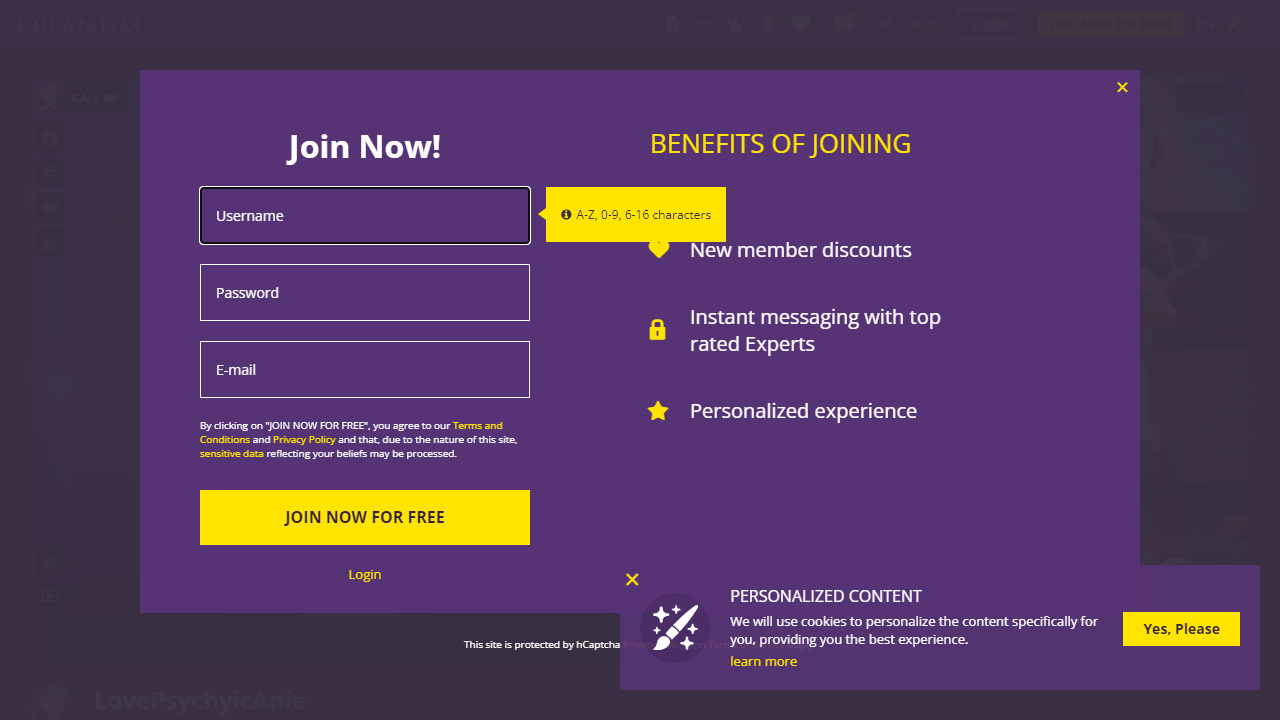 ORANUM
Get Credits
Login
Join Now for FREE
EN
CALL ME
Join Now!
BENEFITS OF JOINING
Username
A-Z, 0-9, 6-16 characters
New member discounts
Password
Instant messaging with top
rated Experts
E-mail
Personalized experience
By clicking on "JOIN NOW FOR FREE", you agree to our Terms and
Conditions and Privacy Policy and that, due to the nature of this site,
sensitive data reflecting your beliefs may be processed.
JOIN NOW FOR FREE
Login
PERSONALIZED CONTENT
We will use cookies to personalize the content specifically for
you, providing you the best experience.
learn more
Yes, Please
This site is protected by hCaptcha
LovePsychyicAnie